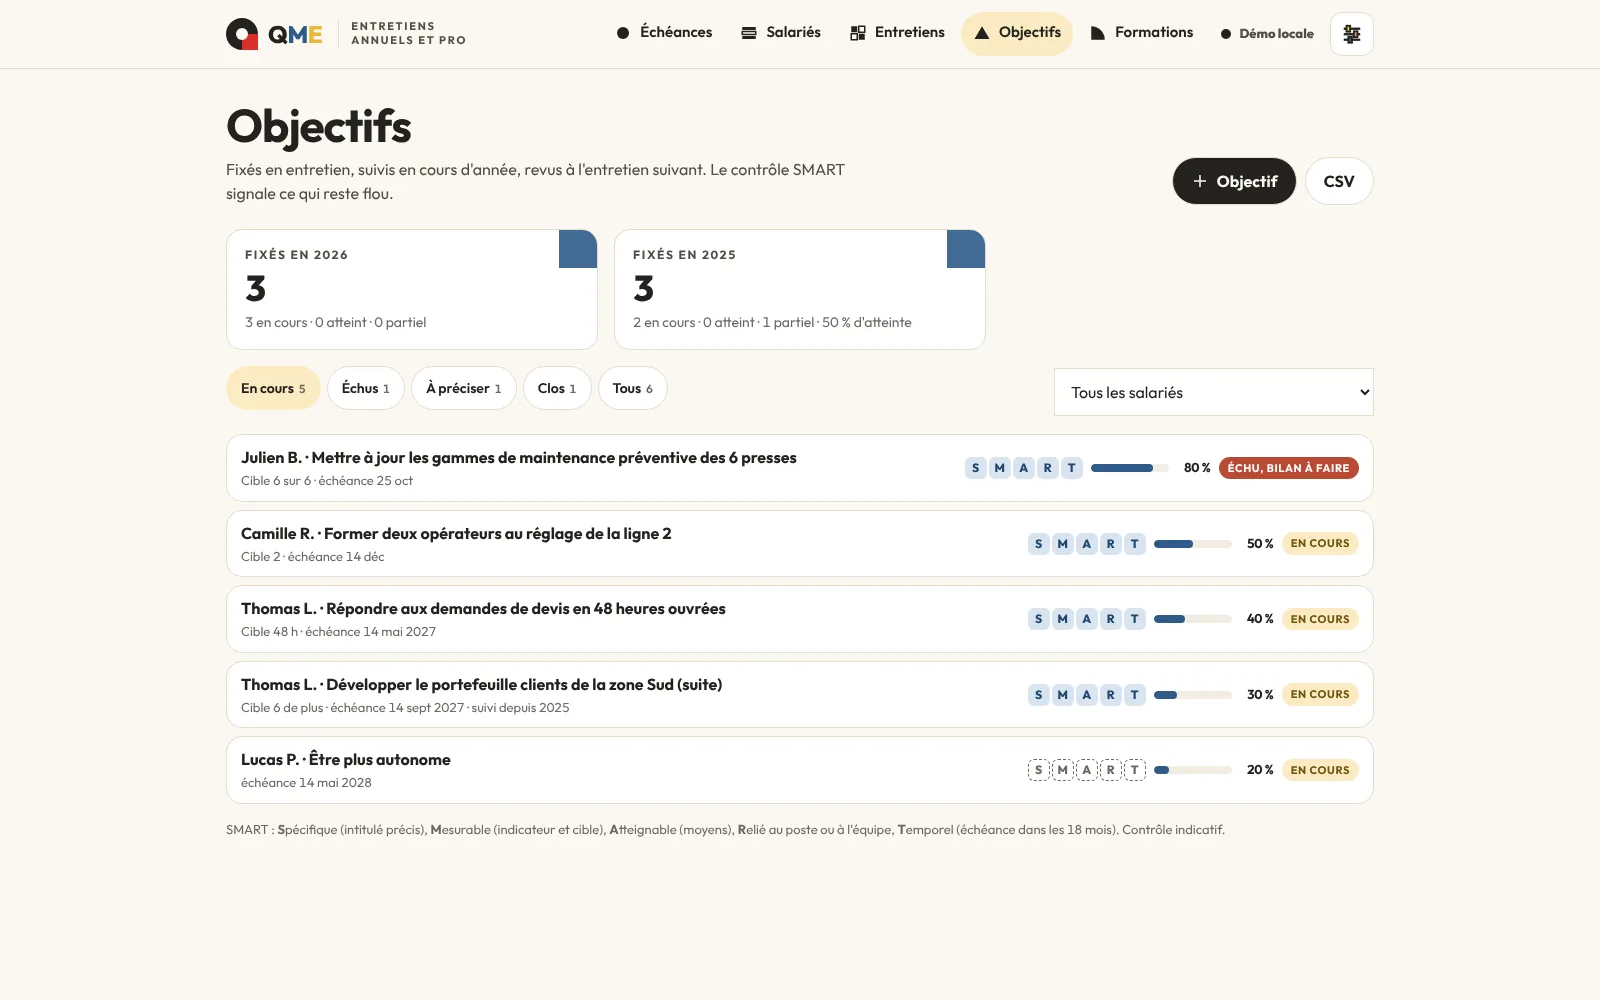 QME
ENTRETIENS
ANNUELS ET PRO
Échéances
Salariés
Entretiens
Objectifs
Formations
Démo locale
Objectifs
Fixés en entretien, suivis en cours d'année, revus à l'entretien suivant. Le contrôle SMART
signale ce qui reste flou.
+ Objectif
CSV
FIXÉS EN 2026
3
3 en cours · 0 atteint · 0 partiel
FIXÉS EN 2025
3
2 en cours · 0 atteint · 1 partiel · 50 % d'atteinte
En cours 5
Échus 1
À préciser 1
Clos 1
Tous 6
Tous les salariés
Julien B. · Mettre à jour les gammes de maintenance préventive des 6 presses
Cible 6 sur 6 · échéance 25 oct
S M A R T
80 %
ÉCHU, BILAN À FAIRE
Camille R. · Former deux opérateurs au réglage de la ligne 2
Cible 2 · échéance 14 déc
S M A R T
50 %
EN COURS
Thomas L. · Répondre aux demandes de devis en 48 heures ouvrées
Cible 48 h · échéance 14 mai 2027
S M A R T
40 %
EN COURS
Thomas L. · Développer le portefeuille clients de la zone Sud (suite)
Cible 6 de plus · échéance 14 sept 2027 · suivi depuis 2025
S M A R T
30 %
EN COURS
Lucas P. · Être plus autonome
échéance 14 mai 2028
S M A R T
20 %
EN COURS
SMART : Spécifique (intitulé précis), Mesurable (indicateur et cible), Atteignable (moyens), Relié au poste ou à l'équipe, Temporel (échéance dans les 18 mois). Contrôle indicatif.